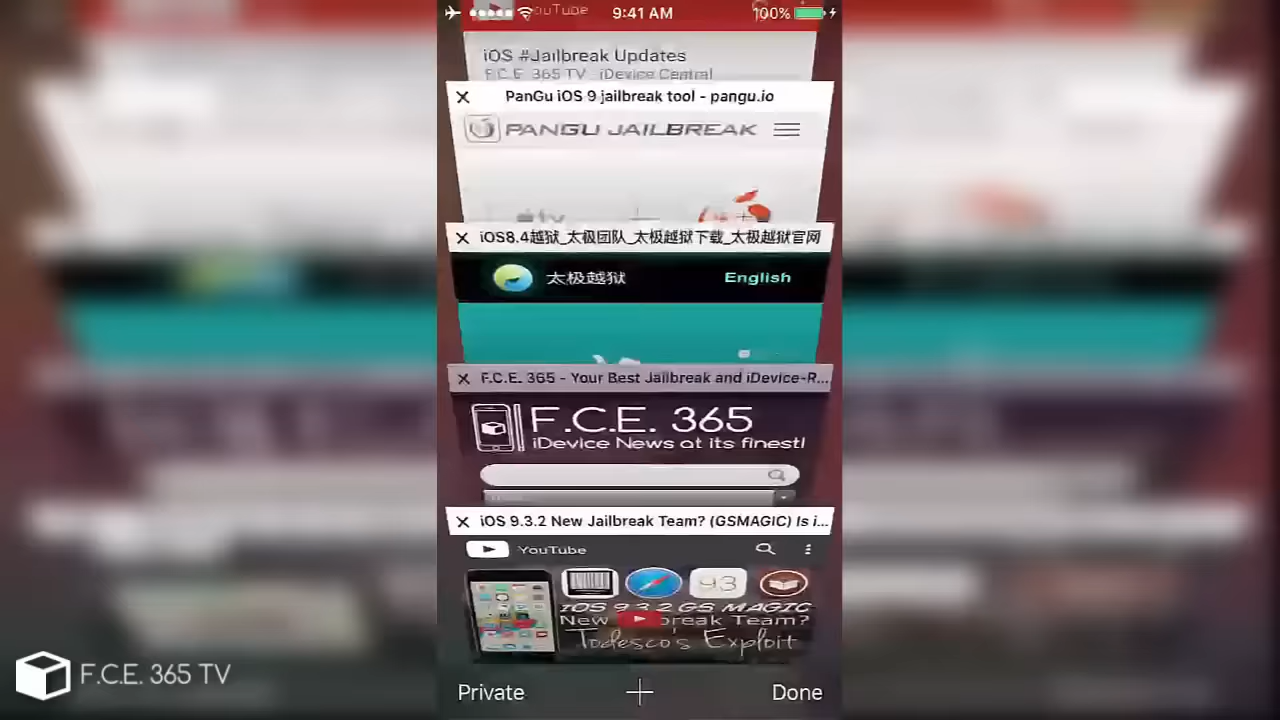 YouTube
9:41 AM
100%
iOS #Jailbreak Updates
F.C.E. 365 TV iDevice Central
PanGu iOS 9 jailbreak tool - pangu.io
PANGU JAILBREAK
tv
iOS8.4越狱_太极团队_太极越狱下载_太极越狱官网
太极越狱 English
F.C.E. 365 - Your Best Jailbreak and iDevice-R...
F.C.E. 365
iDevice News at its finest!
iOS 9.3.2 New Jailbreak Team? (GSMAGIC) Is i...
YouTube
93
iOS 9.3.2 GS MAGIC
New Jailbreak Team?
Todesco's Exploit
F.C.E. 365 TV
Private
Done